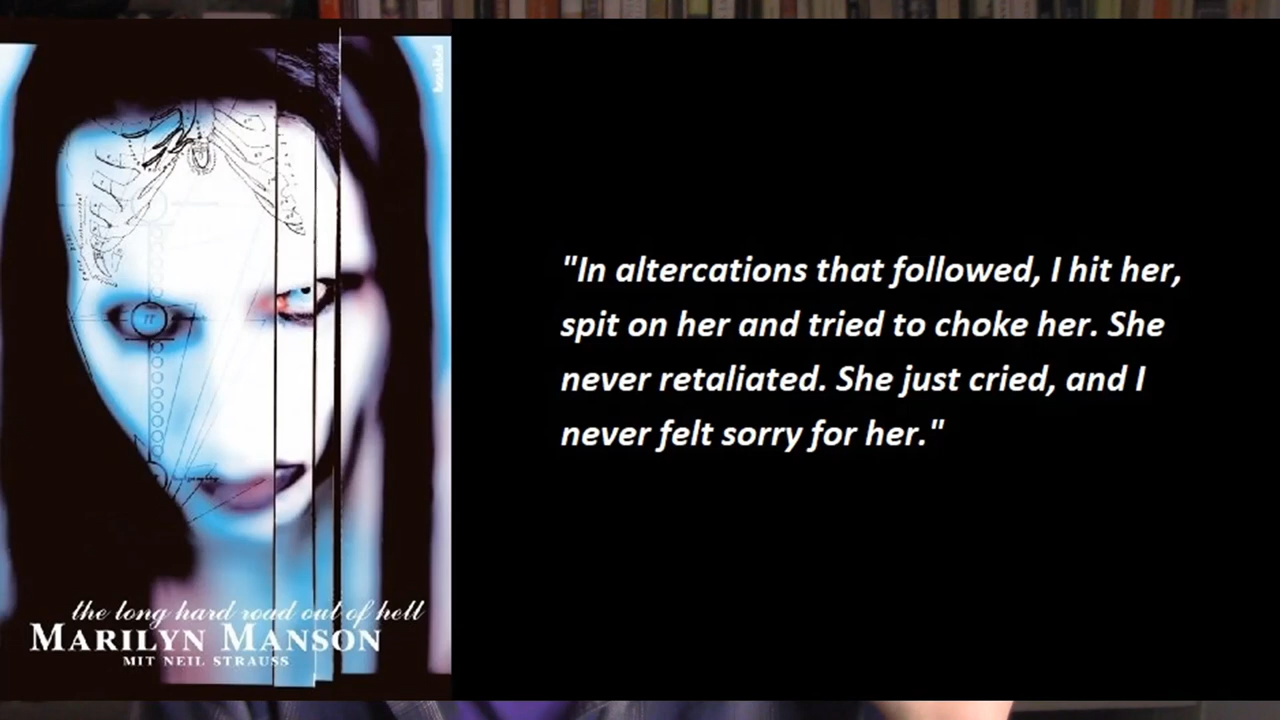 hannibal
the long hard road out of hell
MARILYN MANSON
MIT NEIL STRAUSS
"In altercations that followed, I hit her,
spit on her and tried to choke her. She
never retaliated. She just cried, and I
never felt sorry for her."